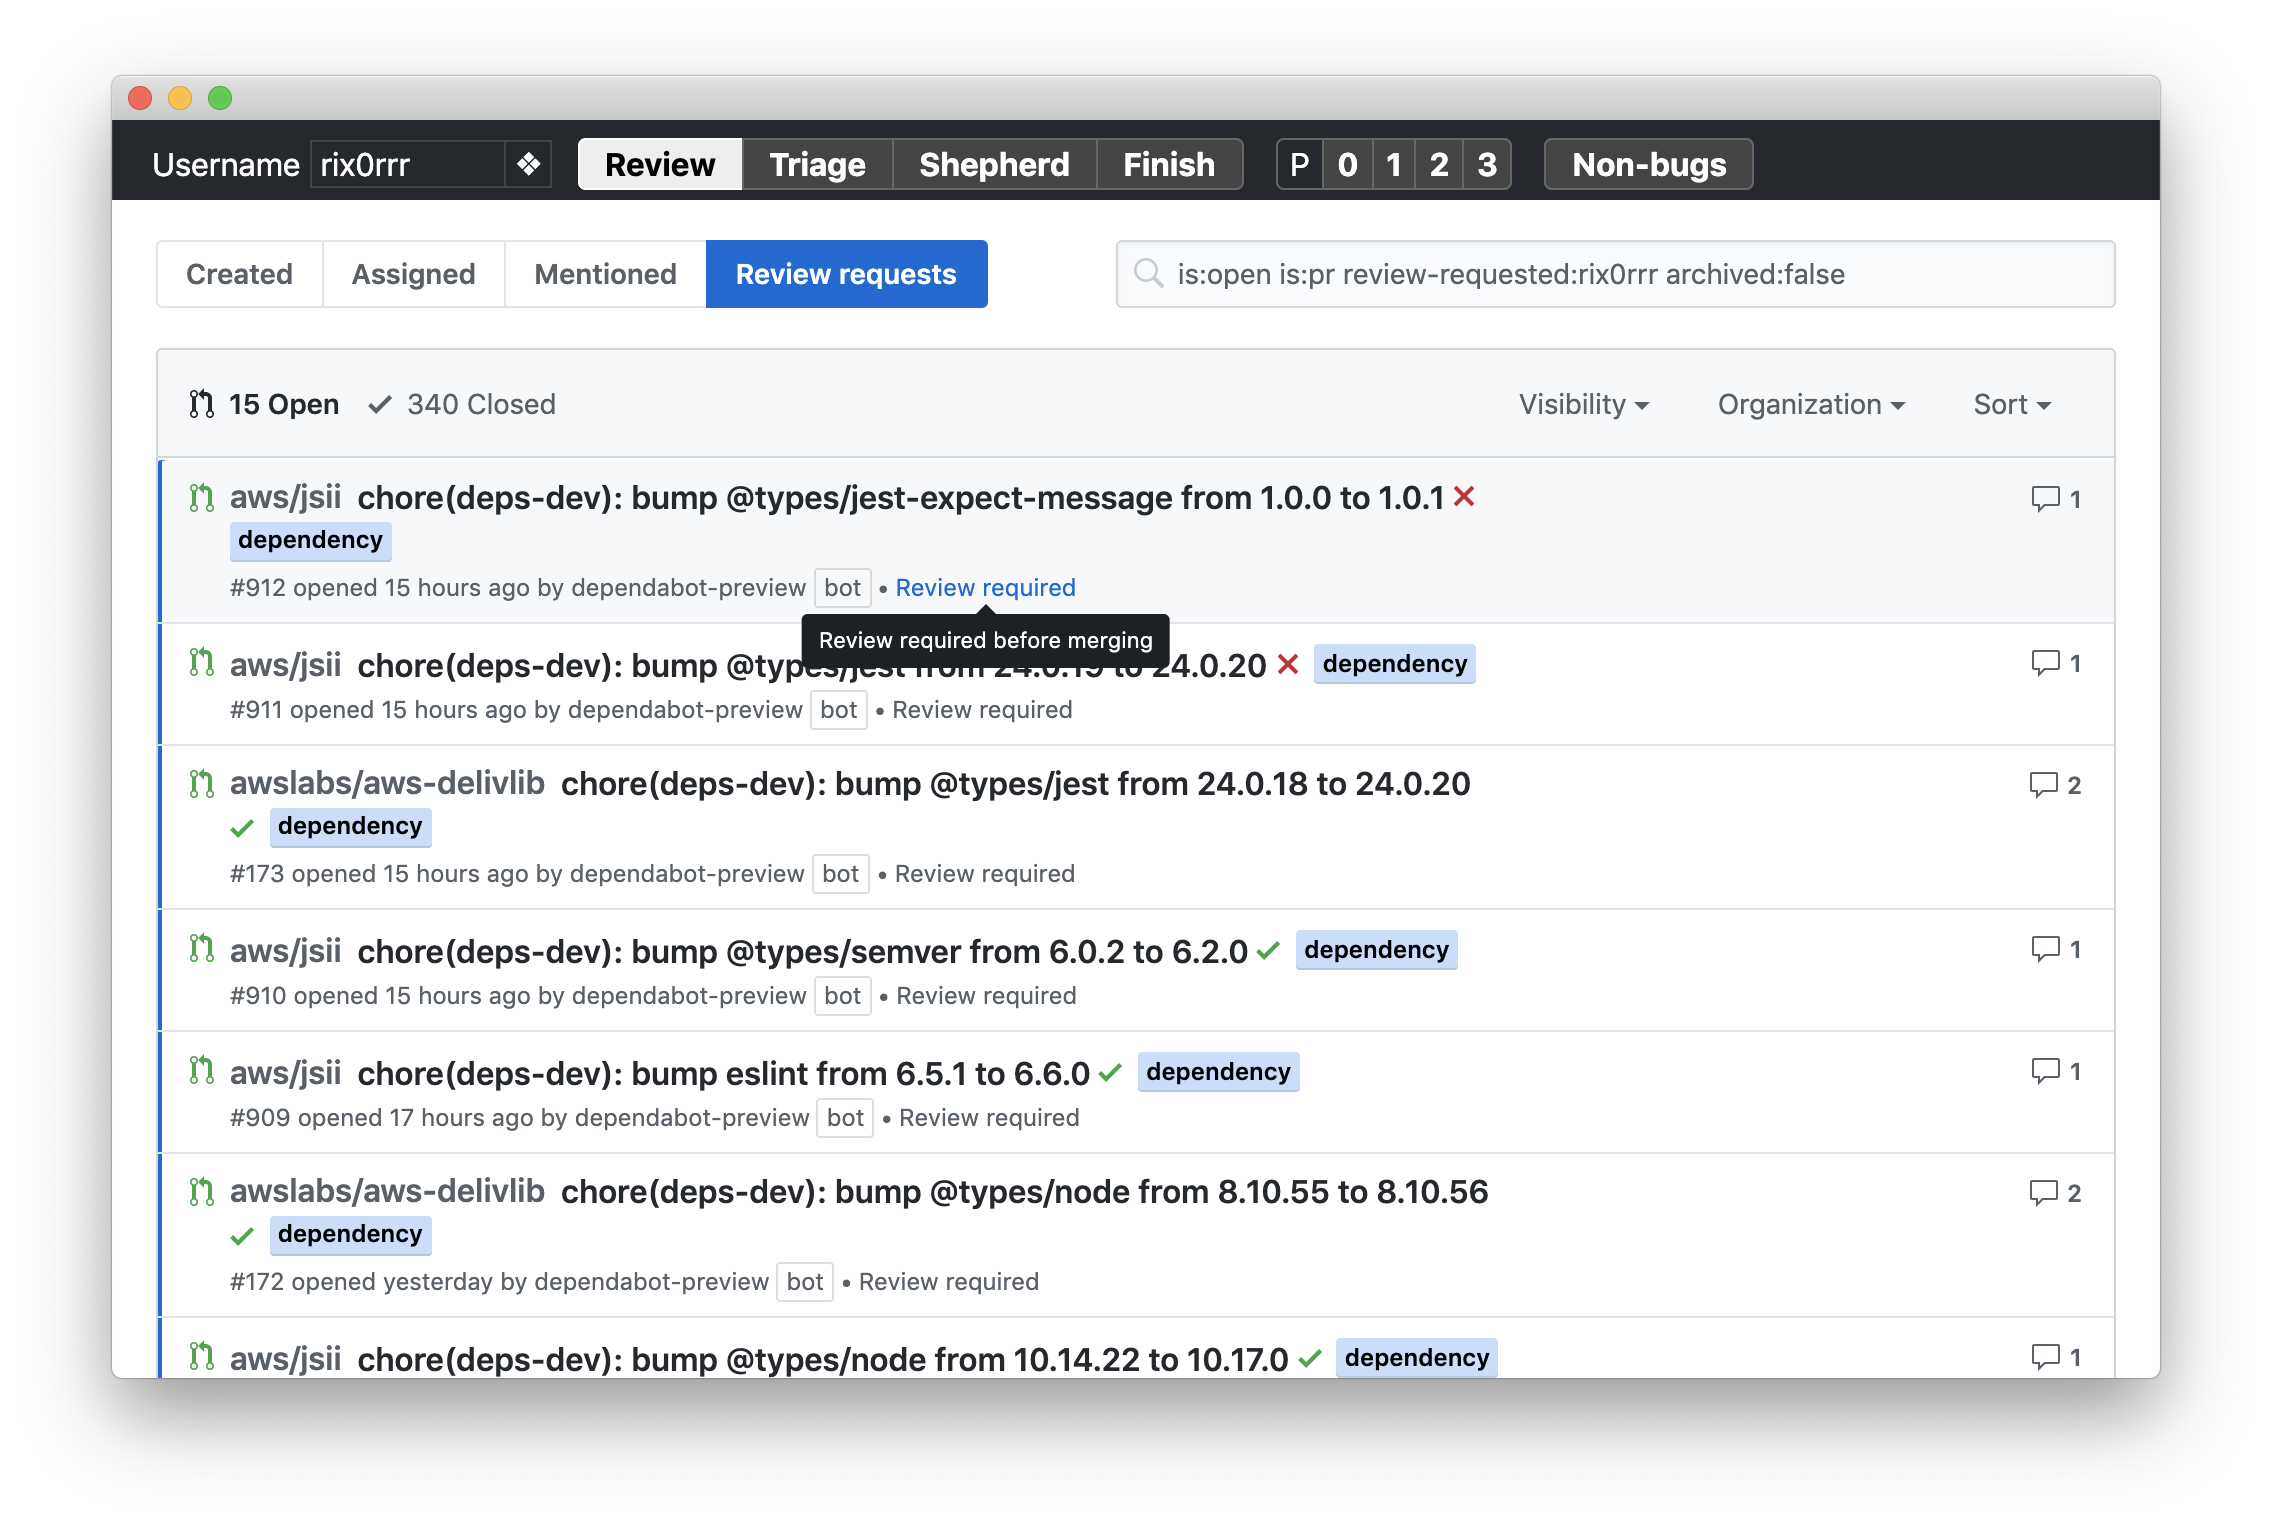 Username rix0rrr Review Triage Shepherd Finish P 0 1 2 3 Non-bugs
Created Assigned Mentioned Review requests is:open is:pr review-requested:rix0rrr archived:false
15 Open 340 Closed Visibility Organization Sort
aws/jsii chore(deps-dev): bump @types/jest-expect-message from 1.0.0 to 1.0.1 1
dependency
#912 opened 15 hours ago by dependabot-preview bot • Review required
Review required before merging
aws/jsii chore(deps-dev): bump @types/jest from 24.0.19 to 24.0.20 dependency 1
#911 opened 15 hours ago by dependabot-preview bot • Review required
awslabs/aws-delivlib chore(deps-dev): bump @types/jest from 24.0.18 to 24.0.20 2
dependency
#173 opened 15 hours ago by dependabot-preview bot • Review required
aws/jsii chore(deps-dev): bump @types/semver from 6.0.2 to 6.2.0 dependency 1
#910 opened 15 hours ago by dependabot-preview bot • Review required
aws/jsii chore(deps-dev): bump eslint from 6.5.1 to 6.6.0 dependency 1
#909 opened 17 hours ago by dependabot-preview bot • Review required
awslabs/aws-delivlib chore(deps-dev): bump @types/node from 8.10.55 to 8.10.56 2
dependency
#172 opened yesterday by dependabot-preview bot • Review required
aws/jsii chore(deps-dev): bump @types/node from 10.14.22 to 10.17.0 dependency 1